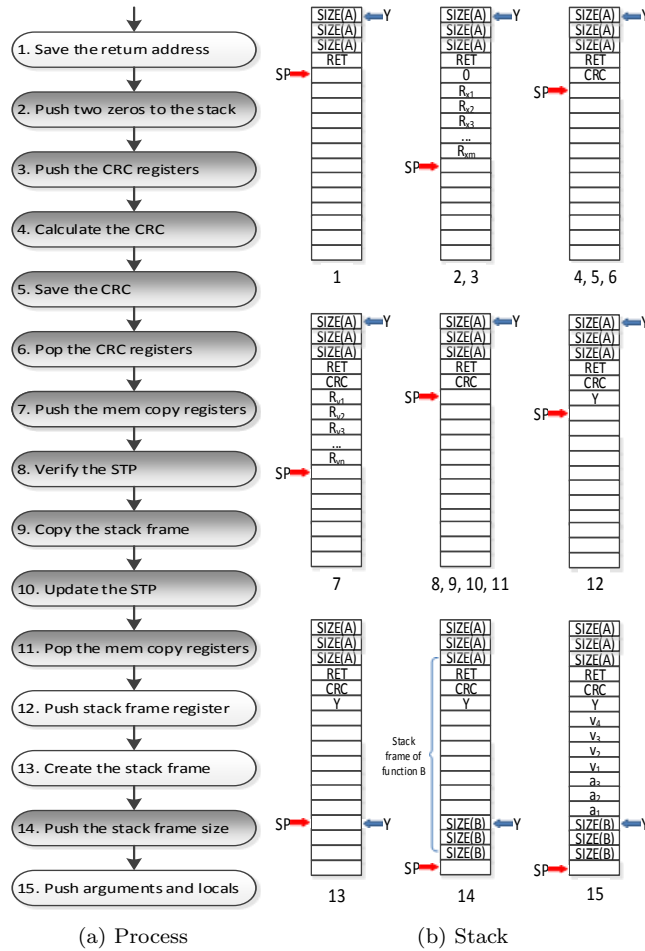 1. Save the return address
2. Push two zeros to the stack
3. Push the CRC registers
4. Calculate the CRC
5. Save the CRC
6. Pop the CRC registers
7. Push the mem copy registers
8. Verify the STP
9. Copy the stack frame
10. Update the STP
11. Pop the mem copy registers
12. Push stack frame register
13. Create the stack frame
14. Push the stack frame size
15. Push arguments and locals
(a) Process
SIZE(A)
Y
SIZE(A)
SIZE(A)
RET
SP
1
SIZE(A)
Y
SIZE(A)
SIZE(A)
RET
0
Rx1
Rx2
Rx3
...
Rxm
SP
2, 3
SIZE(A)
Y
SIZE(A)
SIZE(A)
RET
CRC
SP
4, 5, 6
SIZE(A)
Y
SIZE(A)
SIZE(A)
RET
CRC
Ry1
Ry2
Ry3
...
Ryn
SP
7
SIZE(A)
Y
SIZE(A)
SIZE(A)
RET
CRC
SP
8, 9, 10, 11
SIZE(A)
Y
SIZE(A)
SIZE(A)
RET
CRC
Y
SP
12
SIZE(A)
SIZE(A)
SIZE(A)
RET
CRC
Y
SP
Y
13
SIZE(A)
SIZE(A)
SIZE(A)
RET
CRC
Y
Stack
frame of
function B
SIZE(B)
Y
SIZE(B)
SIZE(B)
SP
14
SIZE(A)
SIZE(A)
SIZE(A)
RET
CRC
Y
v4
v3
v2
v1
a3
a2
a1
SIZE(B)
Y
SIZE(B)
SIZE(B)
SP
15
(b) Stack